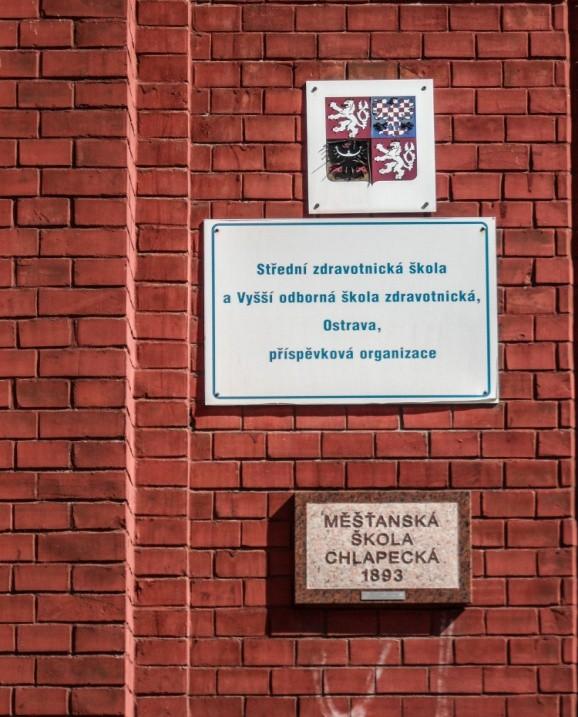 Střední zdravotnická škola
a Vyšší odborná škola zdravotnická,
Ostrava,
příspěvková organizace
MĚŠŤANSKÁ
ŠKOLA
CHLAPECKÁ
1893